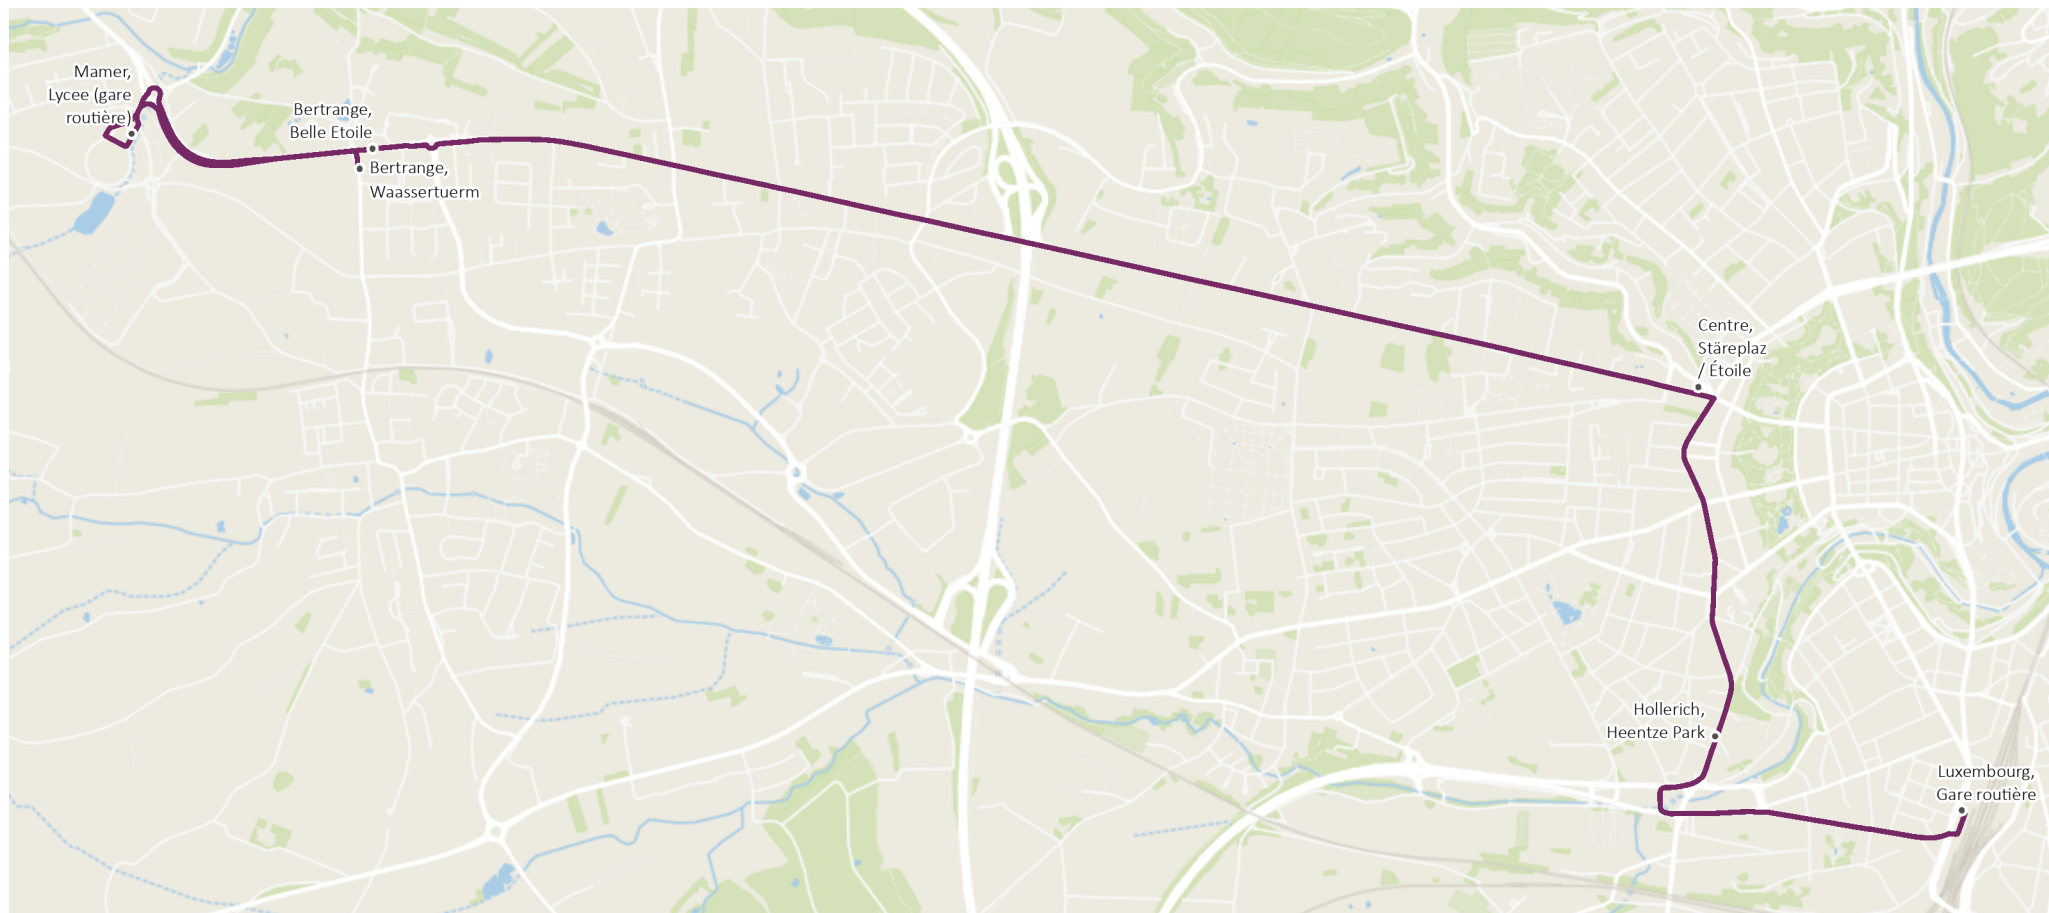 Mamer,
Lycee (gare
routière)
Bertrange,
Belle Etoile
Bertrange,
Waassertuerm
Centre,
Stäreplaz
/ Étoile
Hollerich,
Heentze Park
Luxembourg,
Gare routière